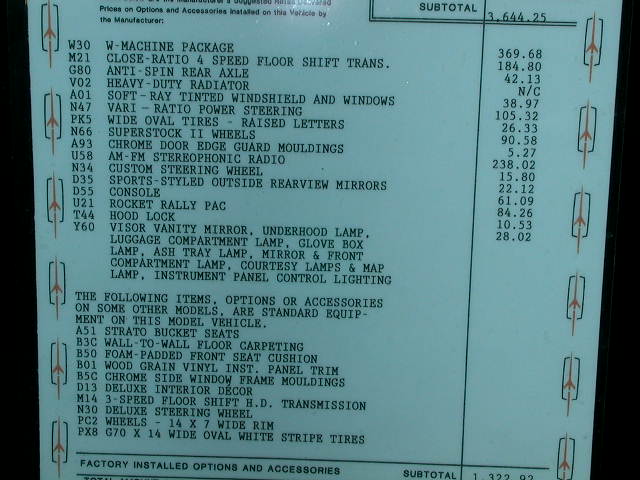 Prices on Options and Accessories Installed on this Vehicle by
the Manufacturer:
SUBTOTAL 3,644.25
W30 W-MACHINE PACKAGE 369.68
M21 CLOSE-RATIO 4 SPEED FLOOR SHIFT TRANS. 184.80
G80 ANTI-SPIN REAR AXLE 42.13
V02 HEAVY-DUTY RADIATOR N/C
A01 SOFT-RAY TINTED WINDSHIELD AND WINDOWS 38.97
N47 VARI-RATIO POWER STEERING 105.32
PK5 WIDE OVAL TIRES - RAISED LETTERS 26.33
N66 SUPERSTOCK II WHEELS 90.58
A93 CHROME DOOR EDGE GUARD MOULDINGS 5.27
U58 AM-FM STEREOPHONIC RADIO 238.02
N34 CUSTOM STEERING WHEEL 15.80
D35 SPORTS-STYLED OUTSIDE REARVIEW MIRRORS 22.12
D55 CONSOLE 61.09
U21 ROCKET RALLY PAC 84.26
T44 HOOD LOCK 10.53
Y60 VISOR VANITY MIRROR, UNDERHOOD LAMP, 28.02
LUGGAGE COMPARTMENT LAMP, GLOVE BOX
LAMP, ASH TRAY LAMP, MIRROR & FRONT
COMPARTMENT LAMP, COURTESY LAMPS & MAP
LAMP, INSTRUMENT PANEL CONTROL LIGHTING
THE FOLLOWING ITEMS, OPTIONS OR ACCESSORIES
ON SOME OTHER MODELS, ARE STANDARD EQUIP-
MENT ON THIS MODEL VEHICLE.
A51 STRATO BUCKET SEATS
B3C WALL-TO-WALL FLOOR CARPETING
B50 FOAM-PADDED FRONT SEAT CUSHION
B01 WOOD GRAIN VINYL INST. PANEL TRIM
B5C CHROME SIDE WINDOW FRAME MOULDINGS
D13 DELUXE INTERIOR DECOR
M14 3-SPEED FLOOR SHIFT H.D. TRANSMISSION
N30 DELUXE STEERING WHEEL
PC2 WHEELS - 14 X 7 WIDE RIM
PX8 G70 X 14 WIDE OVAL WHITE STRIPE TIRES
FACTORY INSTALLED OPTIONS AND ACCESSORIES SUBTOTAL 1,322.92